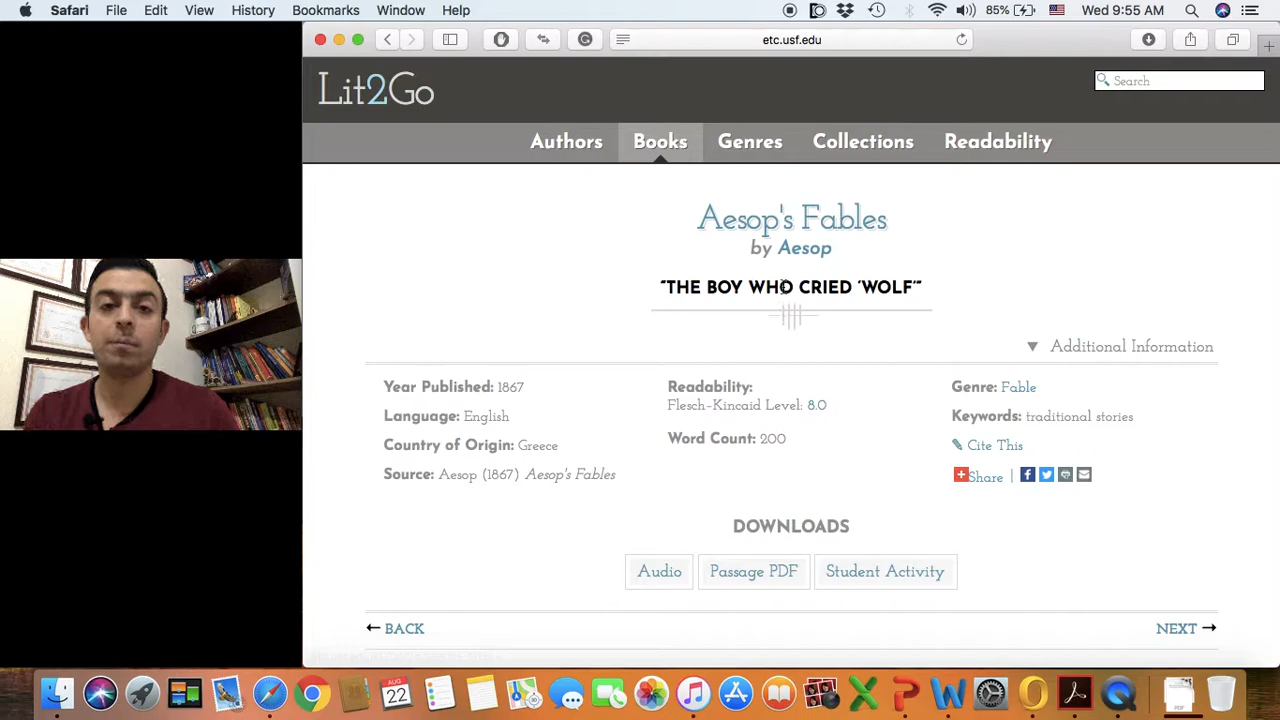 Safari File Edit View History Bookmarks Window Help 85% Wed 9:55 AM
etc.usf.edu
Lit2Go
Search
Authors Books Genres Collections Readability
Aesop's Fables
by Aesop
"THE BOY WHO CRIED 'WOLF'"
▼ Additional Information
Year Published: 1867
Language: English
Country of Origin: Greece
Source: Aesop (1867) Aesop's Fables
Readability:
Flesch–Kincaid Level: 8.0
Word Count: 200
Genre: Fable
Keywords: traditional stories
Cite This
Share |
DOWNLOADS
Audio Passage PDF Student Activity
← BACK NEXT →
AUG
22
PDF